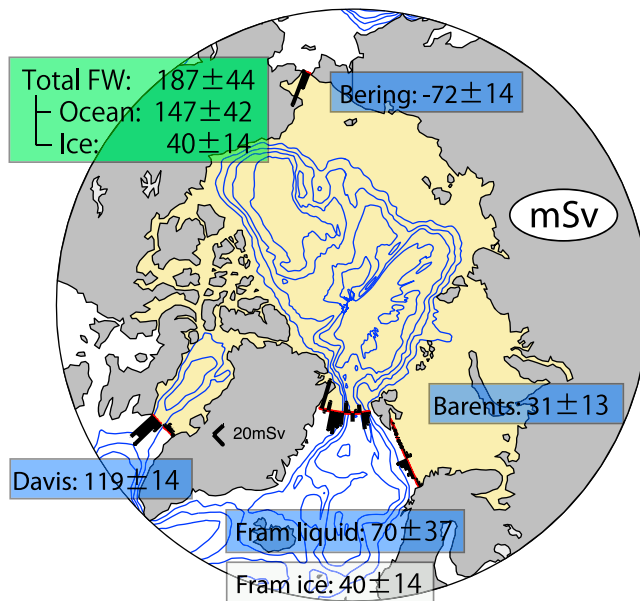 Total FW: 187±44
Ocean: 147±42
Ice: 40±14
Bering: -72±14
mSv
Barents: 31±13
20mSv
Davis: 119±14
Fram liquid: 70±37
Fram ice: 40±14